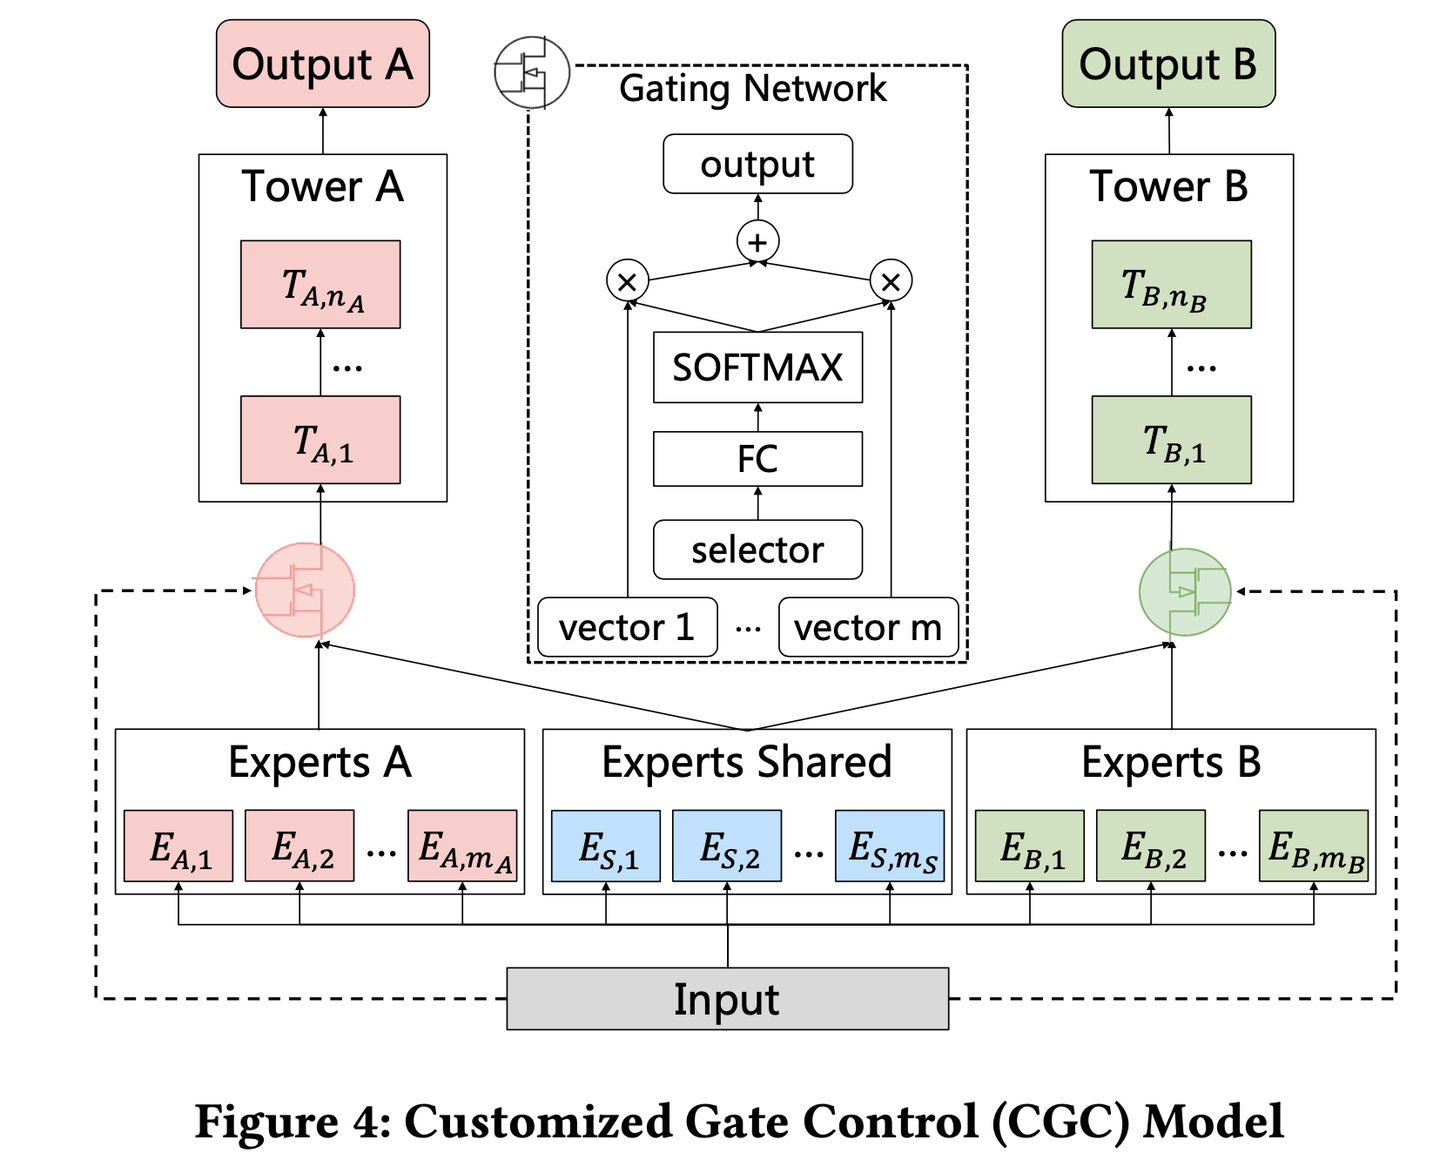 Output A
Output B
Gating Network
output
+
×
×
SOFTMAX
FC
selector
vector 1 ... vector m
Tower A
T_{A,n_A}
...
T_{A,1}
Tower B
T_{B,n_B}
...
T_{B,1}
Experts A
E_{A,1} E_{A,2} ... E_{A,m_A}
Experts Shared
E_{S,1} E_{S,2} ... E_{S,m_S}
Experts B
E_{B,1} E_{B,2} ... E_{B,m_B}
Input
Figure 4: Customized Gate Control (CGC) Model